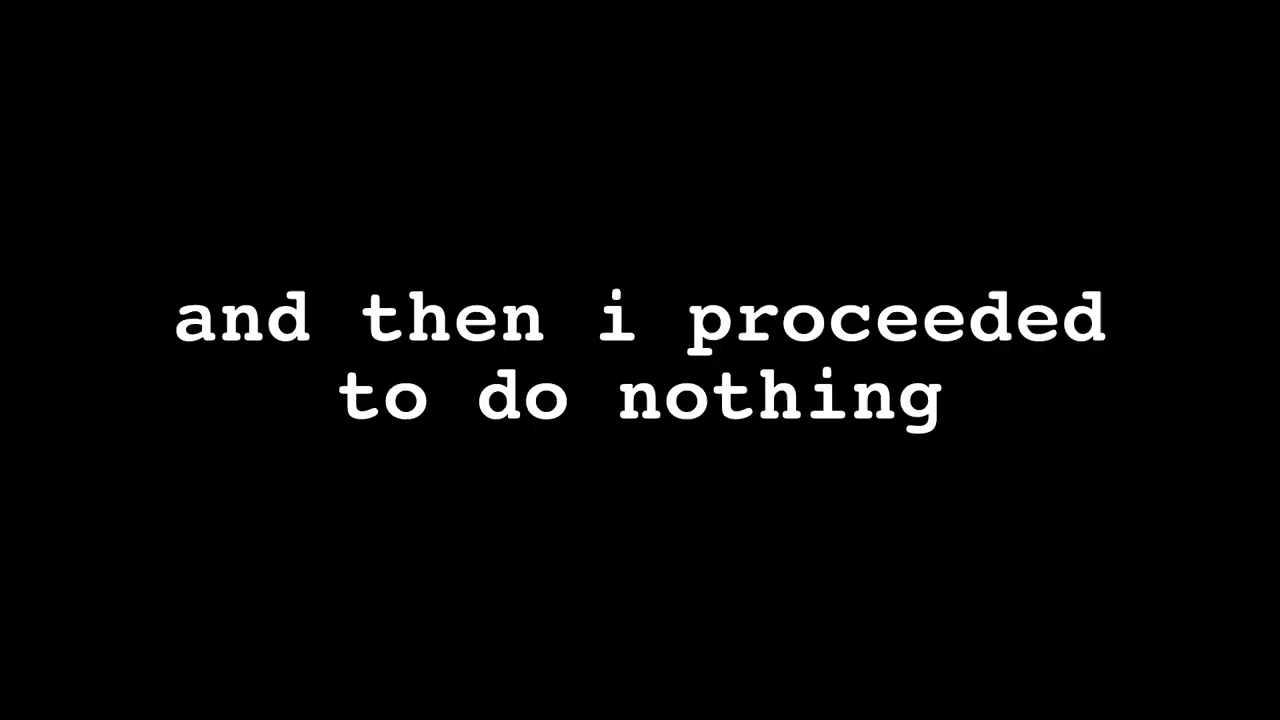 and then i proceeded
to do nothing